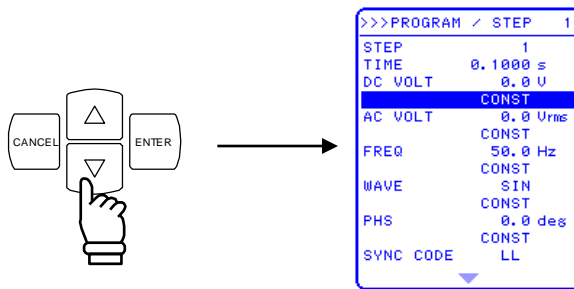 CANCEL
ENTER
>>>PROGRAM / STEP 1
STEP 1
TIME 0.1000 s
DC VOLT 0.0 V
CONST
AC VOLT 0.0 Vrms
CONST
FREQ 50.0 Hz
CONST
WAVE SIN
CONST
PHS 0.0 deg
CONST
SYNC CODE LL